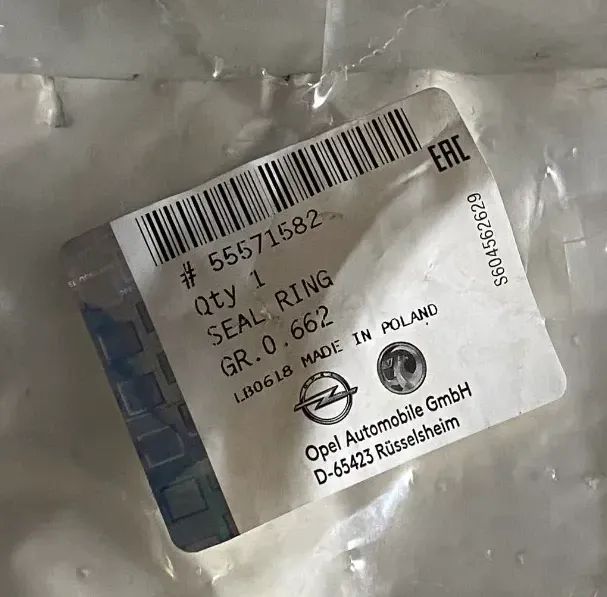 # 55571582
Qty 1
SEAL RING
GR.0.662
LB0618 MADE IN POLAND
Opel Automobile GmbH
D-65423 Rüsselsheim
EAC
S604562629